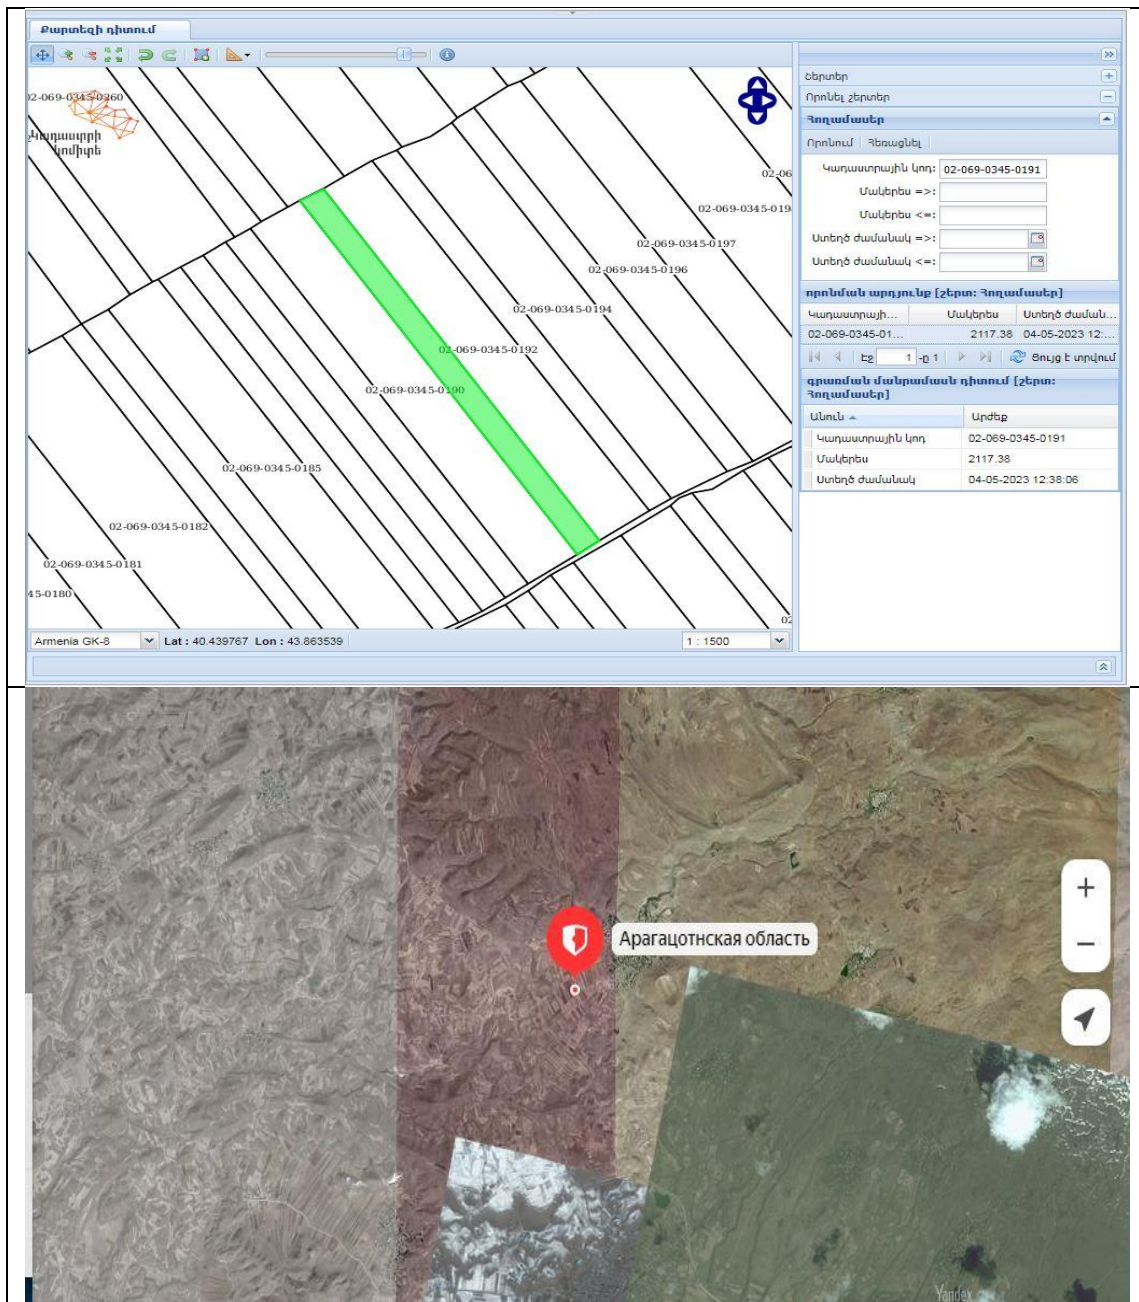 Քարտեզի դիտում
02-069-0345-0260
Կադաստրի
կոմիտե
02-06
02-069-0345-019
02-069-0345-0197
02-069-0345-0196
02-069-0345-0194
02-069-0345-0192
02-069-0345-0190
02-069-0345-0185
02-069-0345-0182
02-069-0345-0181
45-0180
02
Armenia GK-8
Lat : 40.439767 Lon : 43.863539
1 : 1500
Շերտեր
Որոնել շերտեր
Հողամասեր
Որոնում Հեռացնել
Կադաստրային կոդ: 02-069-0345-0191
Մակերես =>:
Մակերես <=:
Ստեղծ ժամանակ =>:
Ստեղծ ժամանակ <=:
որոնման արդյունք [շերտ: Հողամասեր]
Կադաստրայի... Մակերես Ստեղծ ժաման...
02-069-0345-01... 2117.38 04-05-2023 12:...
Էջ 1 -ը 1 Ցույց է տրվում
գրառման մանրամասն դիտում [շերտ: Հողամասեր]
Անուն Արժեք
Կադաստրային կոդ 02-069-0345-0191
Մակերես 2117.38
Ստեղծ ժամանակ 04-05-2023 12:38:06
Арагацотнская область
+
−
Yandex